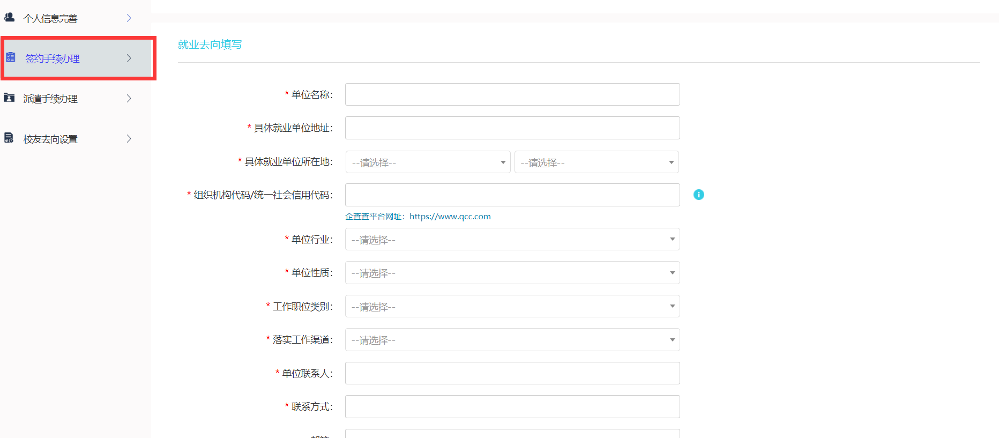 个人信息完善
签约手续办理
派遣手续办理
校友去向设置
就业去向填写
* 单位名称:
* 具体就业单位地址:
* 具体就业单位所在地: --请选择-- --请选择--
* 组织机构代码/统一社会信用代码:
企查查平台网址: https://www.qcc.com
* 单位行业: --请选择--
* 单位性质: --请选择--
* 工作职位类别: --请选择--
* 落实工作渠道: --请选择--
* 单位联系人:
* 联系方式: